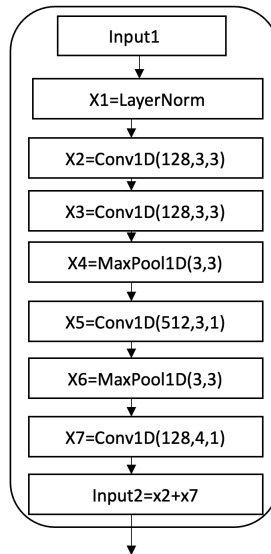 Input1
X1=LayerNorm
X2=Conv1D(128,3,3)
X3=Conv1D(128,3,3)
X4=MaxPool1D(3,3)
X5=Conv1D(512,3,1)
X6=MaxPool1D(3,3)
X7=Conv1D(128,4,1)
Input2=x2+x7